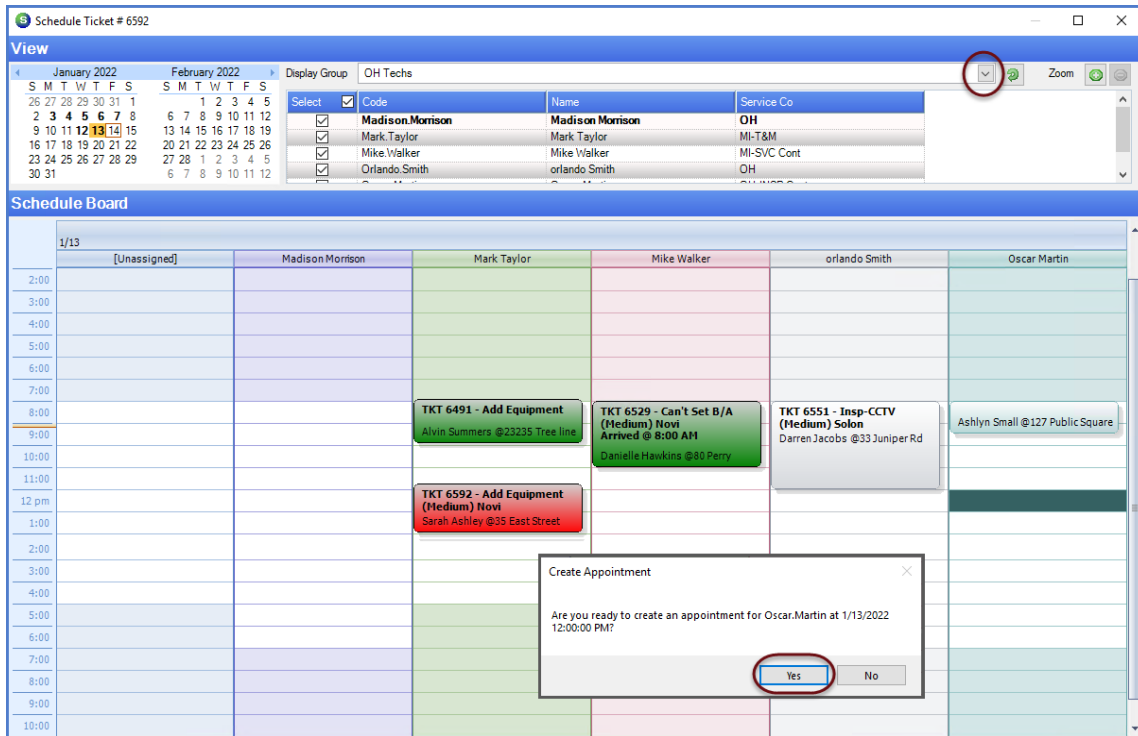 Schedule Ticket # 6592
View
January 2022 February 2022
S M T W T F S S M T W T F S
26 27 28 29 30 31 1 1 2 3 4 5
2 3 4 5 6 7 8 6 7 8 9 10 11 12
9 10 11 12 13 14 15 13 14 15 16 17 18 19
16 17 18 19 20 21 22 20 21 22 23 24 25 26
23 24 25 26 27 28 29 27 28 1 2 3 4 5
30 31 6 7 8 9 10 11 12
Display Group OH Techs Zoom
Select Code Name Service Co
Madison.Morrison Madison Morrison OH
Mark.Taylor Mark Taylor MI-T&M
Mike.Walker Mike Walker MI-SVC Cont
Orlando.Smith orlando Smith OH
Schedule Board
1/13
[Unassigned] Madison Morrison Mark Taylor Mike Walker orlando Smith Oscar Martin
2:00
3:00
4:00
5:00
6:00
7:00
8:00
9:00
10:00
11:00
12 pm
1:00
2:00
3:00
4:00
5:00
6:00
7:00
8:00
9:00
10:00
TKT 6491 - Add Equipment
Alvin Summers @23235 Tree line
TKT 6592 - Add Equipment
(Medium) Novi
Sarah Ashley @35 East Street
TKT 6529 - Can't Set B/A
(Medium) Novi
Arrived @ 8:00 AM
Danielle Hawkins @80 Perry
TKT 6551 - Insp-CCTV
(Medium) Solon
Darren Jacobs @33 Juniper Rd
Ashlyn Small @127 Public Square
Create Appointment
Are you ready to create an appointment for Oscar.Martin at 1/13/2022
12:00:00 PM?
Yes No